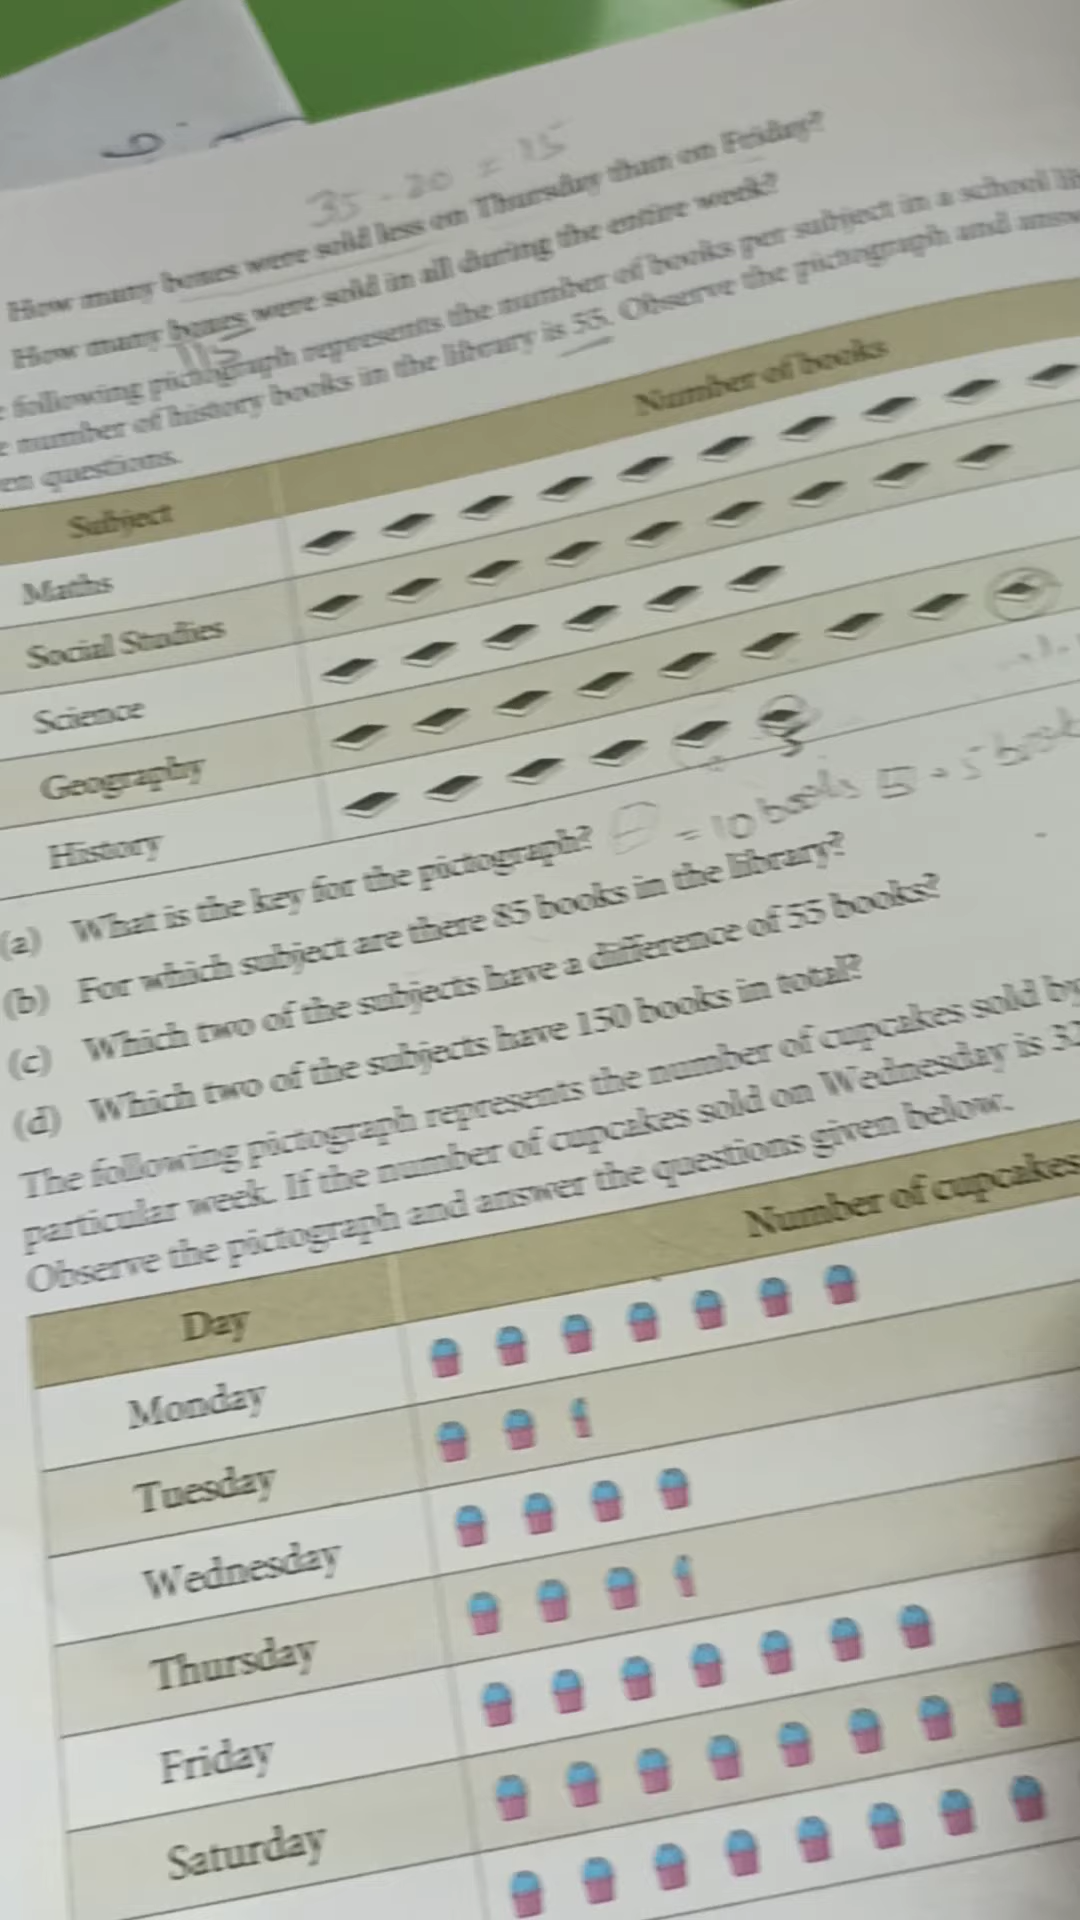 35 - 20 = 15
How many boxes were sold less on Thursday than on Friday?
How many boxes were sold in all during the entire week?
115
following pictograph represents the number of books per subject in a school
number of history books in the library is 55. Observe the pictograph and
questions.
Subject Number of books
Maths
Social Studies
Science
Geography
History
5
(a) What is the key for the pictograph? = 10 books = 5 book
(b) For which subject are there 85 books in the library?
(c) Which two of the subjects have a difference of 55 books?
(d) Which two of the subjects have 150 books in total?
The following pictograph represents the number of cupcakes sold by
particular week. If the number of cupcakes sold on Wednesday is 32
Observe the pictograph and answer the questions given below.
Day Number of cupcakes
Monday
Tuesday
Wednesday
Thursday
Friday
Saturday